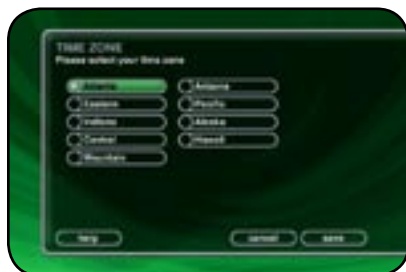 TIME ZONE
Please select your time zone
Atlantic
Eastern
Indiana
Central
Mountain
Arizona
Pacific
Alaska
Hawaii
help
cancel
save